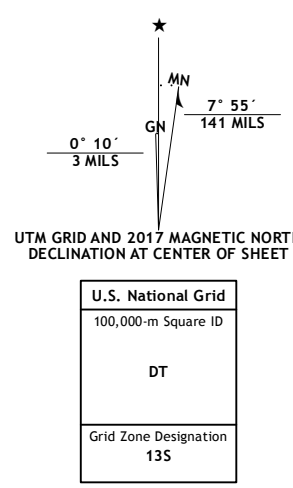 ★
MN
GN
7° 55´
141 MILS
0° 10´
3 MILS
UTM GRID AND 2017 MAGNETIC NORT
DECLINATION AT CENTER OF SHEET
U.S. National Grid
100,000-m Square ID
DT
Grid Zone Designation
13S